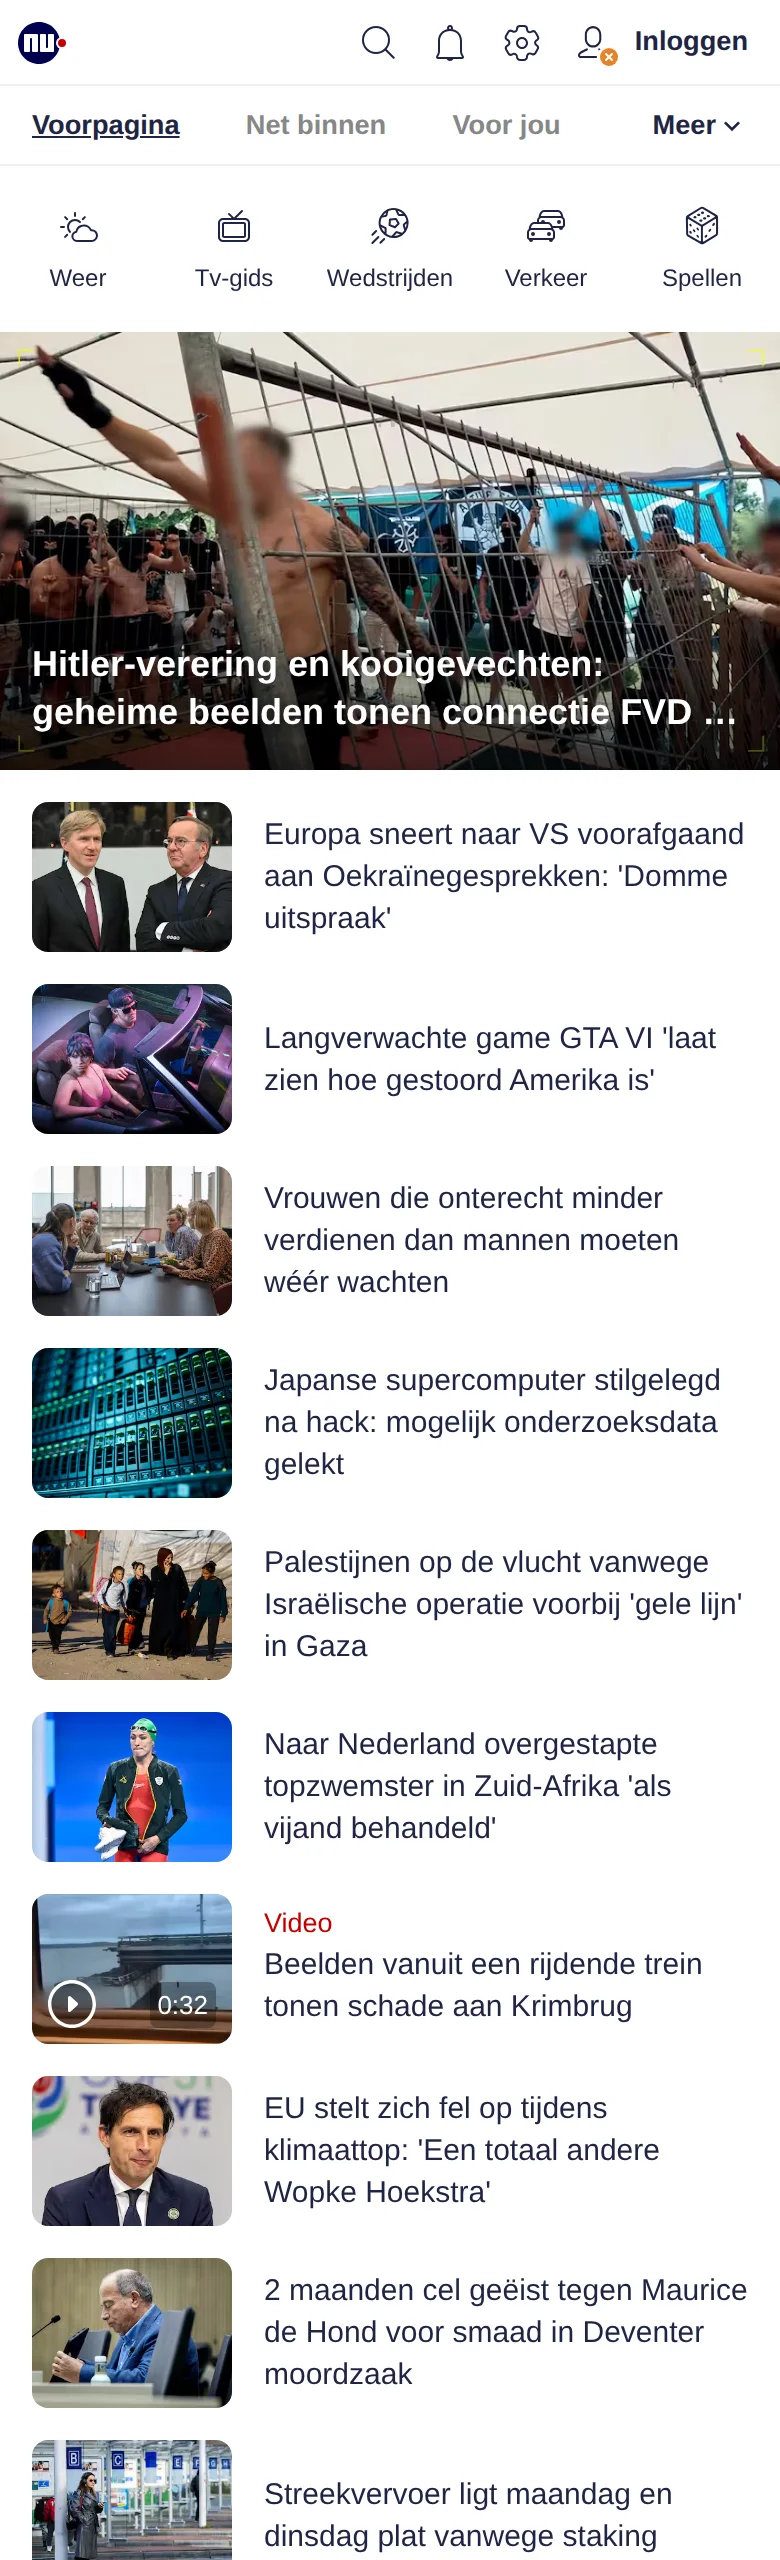 nu
Inloggen
Voorpagina Net binnen Voor jou Meer
Weer Tv-gids Wedstrijden Verkeer Spellen
Hitler-verering en kooigevechten:
geheime beelden tonen connectie FVD ...
Europa sneert naar VS voorafgaand
aan Oekraïnegesprekken: 'Domme
uitspraak'
Langverwachte game GTA VI 'laat
zien hoe gestoord Amerika is'
Vrouwen die onterecht minder
verdienen dan mannen moeten
wéér wachten
Japanse supercomputer stilgelegd
na hack: mogelijk onderzoeksdata
gelekt
Palestijnen op de vlucht vanwege
Israëlische operatie voorbij 'gele lijn'
in Gaza
Naar Nederland overgestapte
topzwemster in Zuid-Afrika 'als
vijand behandeld'
Video
Beelden vanuit een rijdende trein
tonen schade aan Krimbrug
0:32
EU stelt zich fel op tijdens
klimaattop: 'Een totaal andere
Wopke Hoekstra'
2 maanden cel geëist tegen Maurice
de Hond voor smaad in Deventer
moordzaak
B C E
Streekvervoer ligt maandag en
dinsdag plat vanwege staking